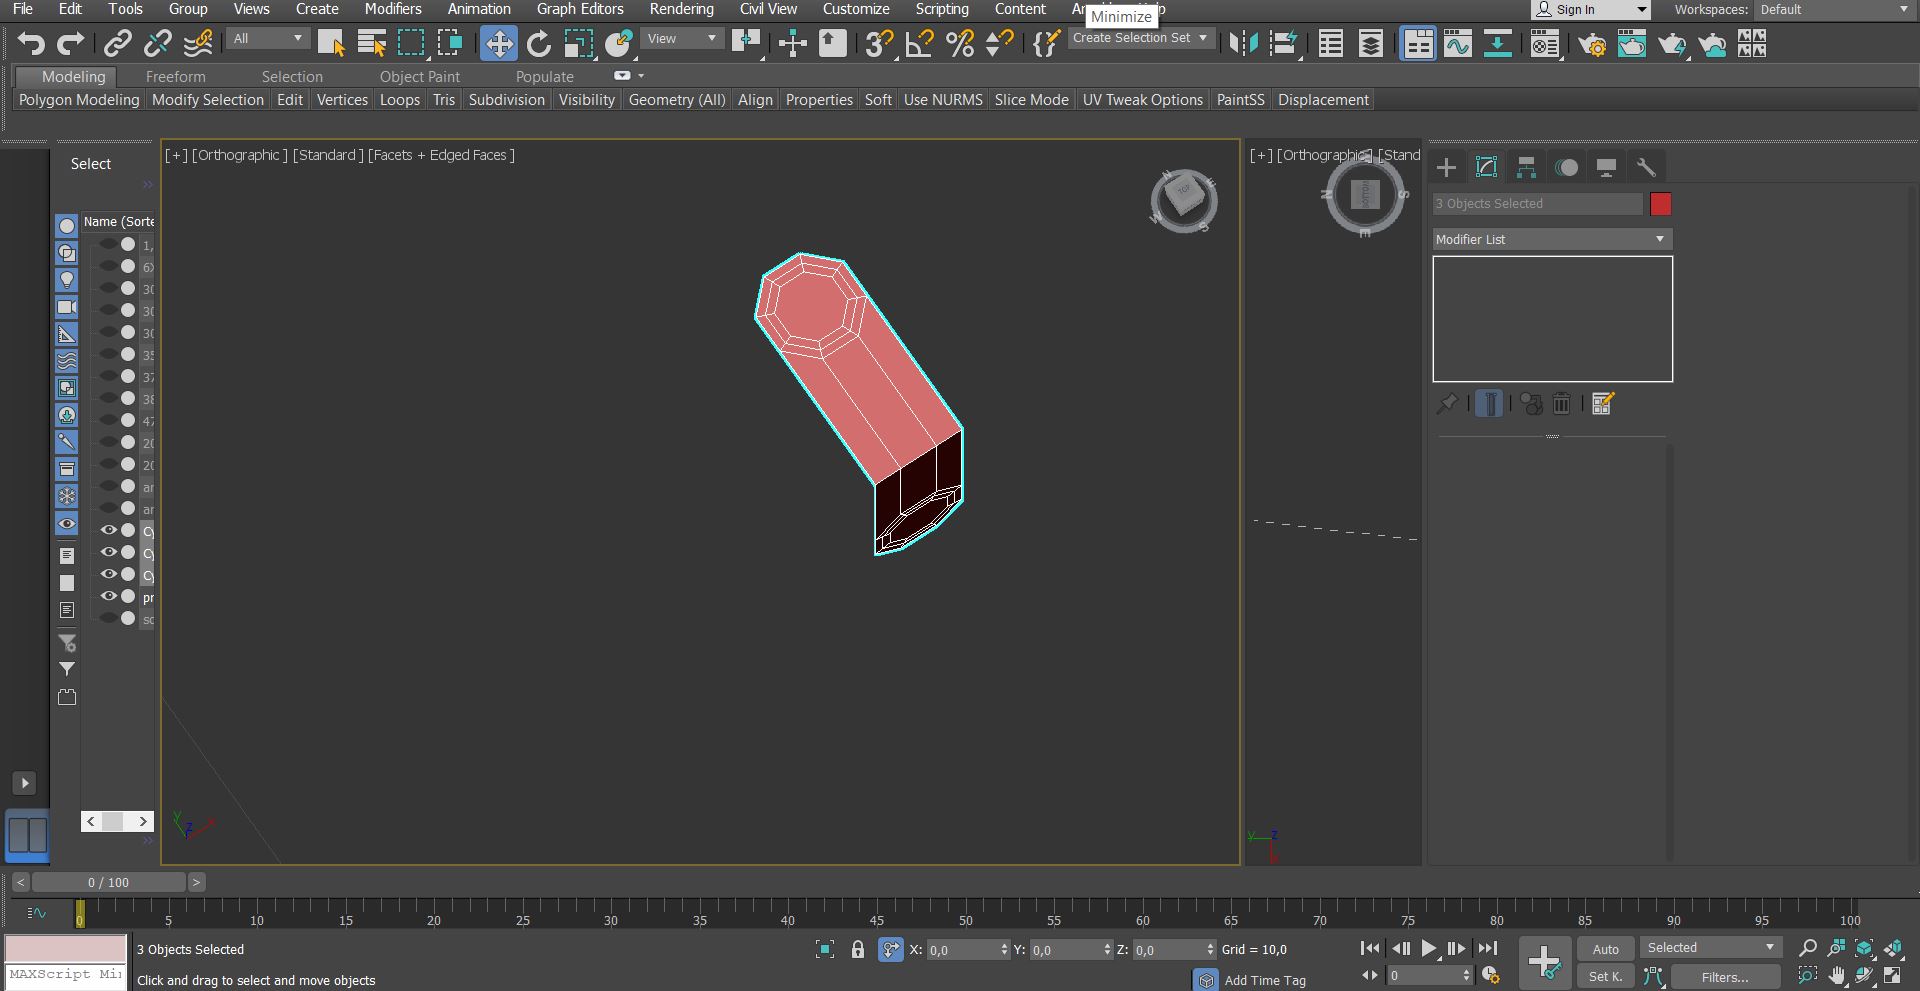 File Edit Tools Group Views Create Modifiers Animation Graph Editors Rendering Civil View Customize Scripting Content
Minimize
Sign In Workspaces: Default
All View Create Selection Set
Modeling Freeform Selection Object Paint Populate
Polygon Modeling Modify Selection Edit Vertices Loops Tris Subdivision Visibility Geometry (All) Align Properties Soft Use NURMS Slice Mode UV Tweak Options PaintSS Displacement
Select
[+] [Orthographic ] [Standard ] [Facets + Edged Faces ]
[+] [Orthographic] [Stand
N E W S TOP
N S E BOTTOM
3 Objects Selected
Modifier List
Name (Sorte
1,
6X
30
30
30
35
37
38
47
20
20
ar
ar
Cy
Cy
Cy
pr
so
y z x
y z x
< >
< 0 / 100 >
0 5 10 15 20 25 30 35 40 45 50 55 60 65 70 75 80 85 90 95 100
3 Objects Selected
X: 0,0 Y: 0,0 Z: 0,0 Grid = 10,0
Auto Selected
MAXScript Mi
Click and drag to select and move objects
Add Time Tag
0
Set K. Filters...